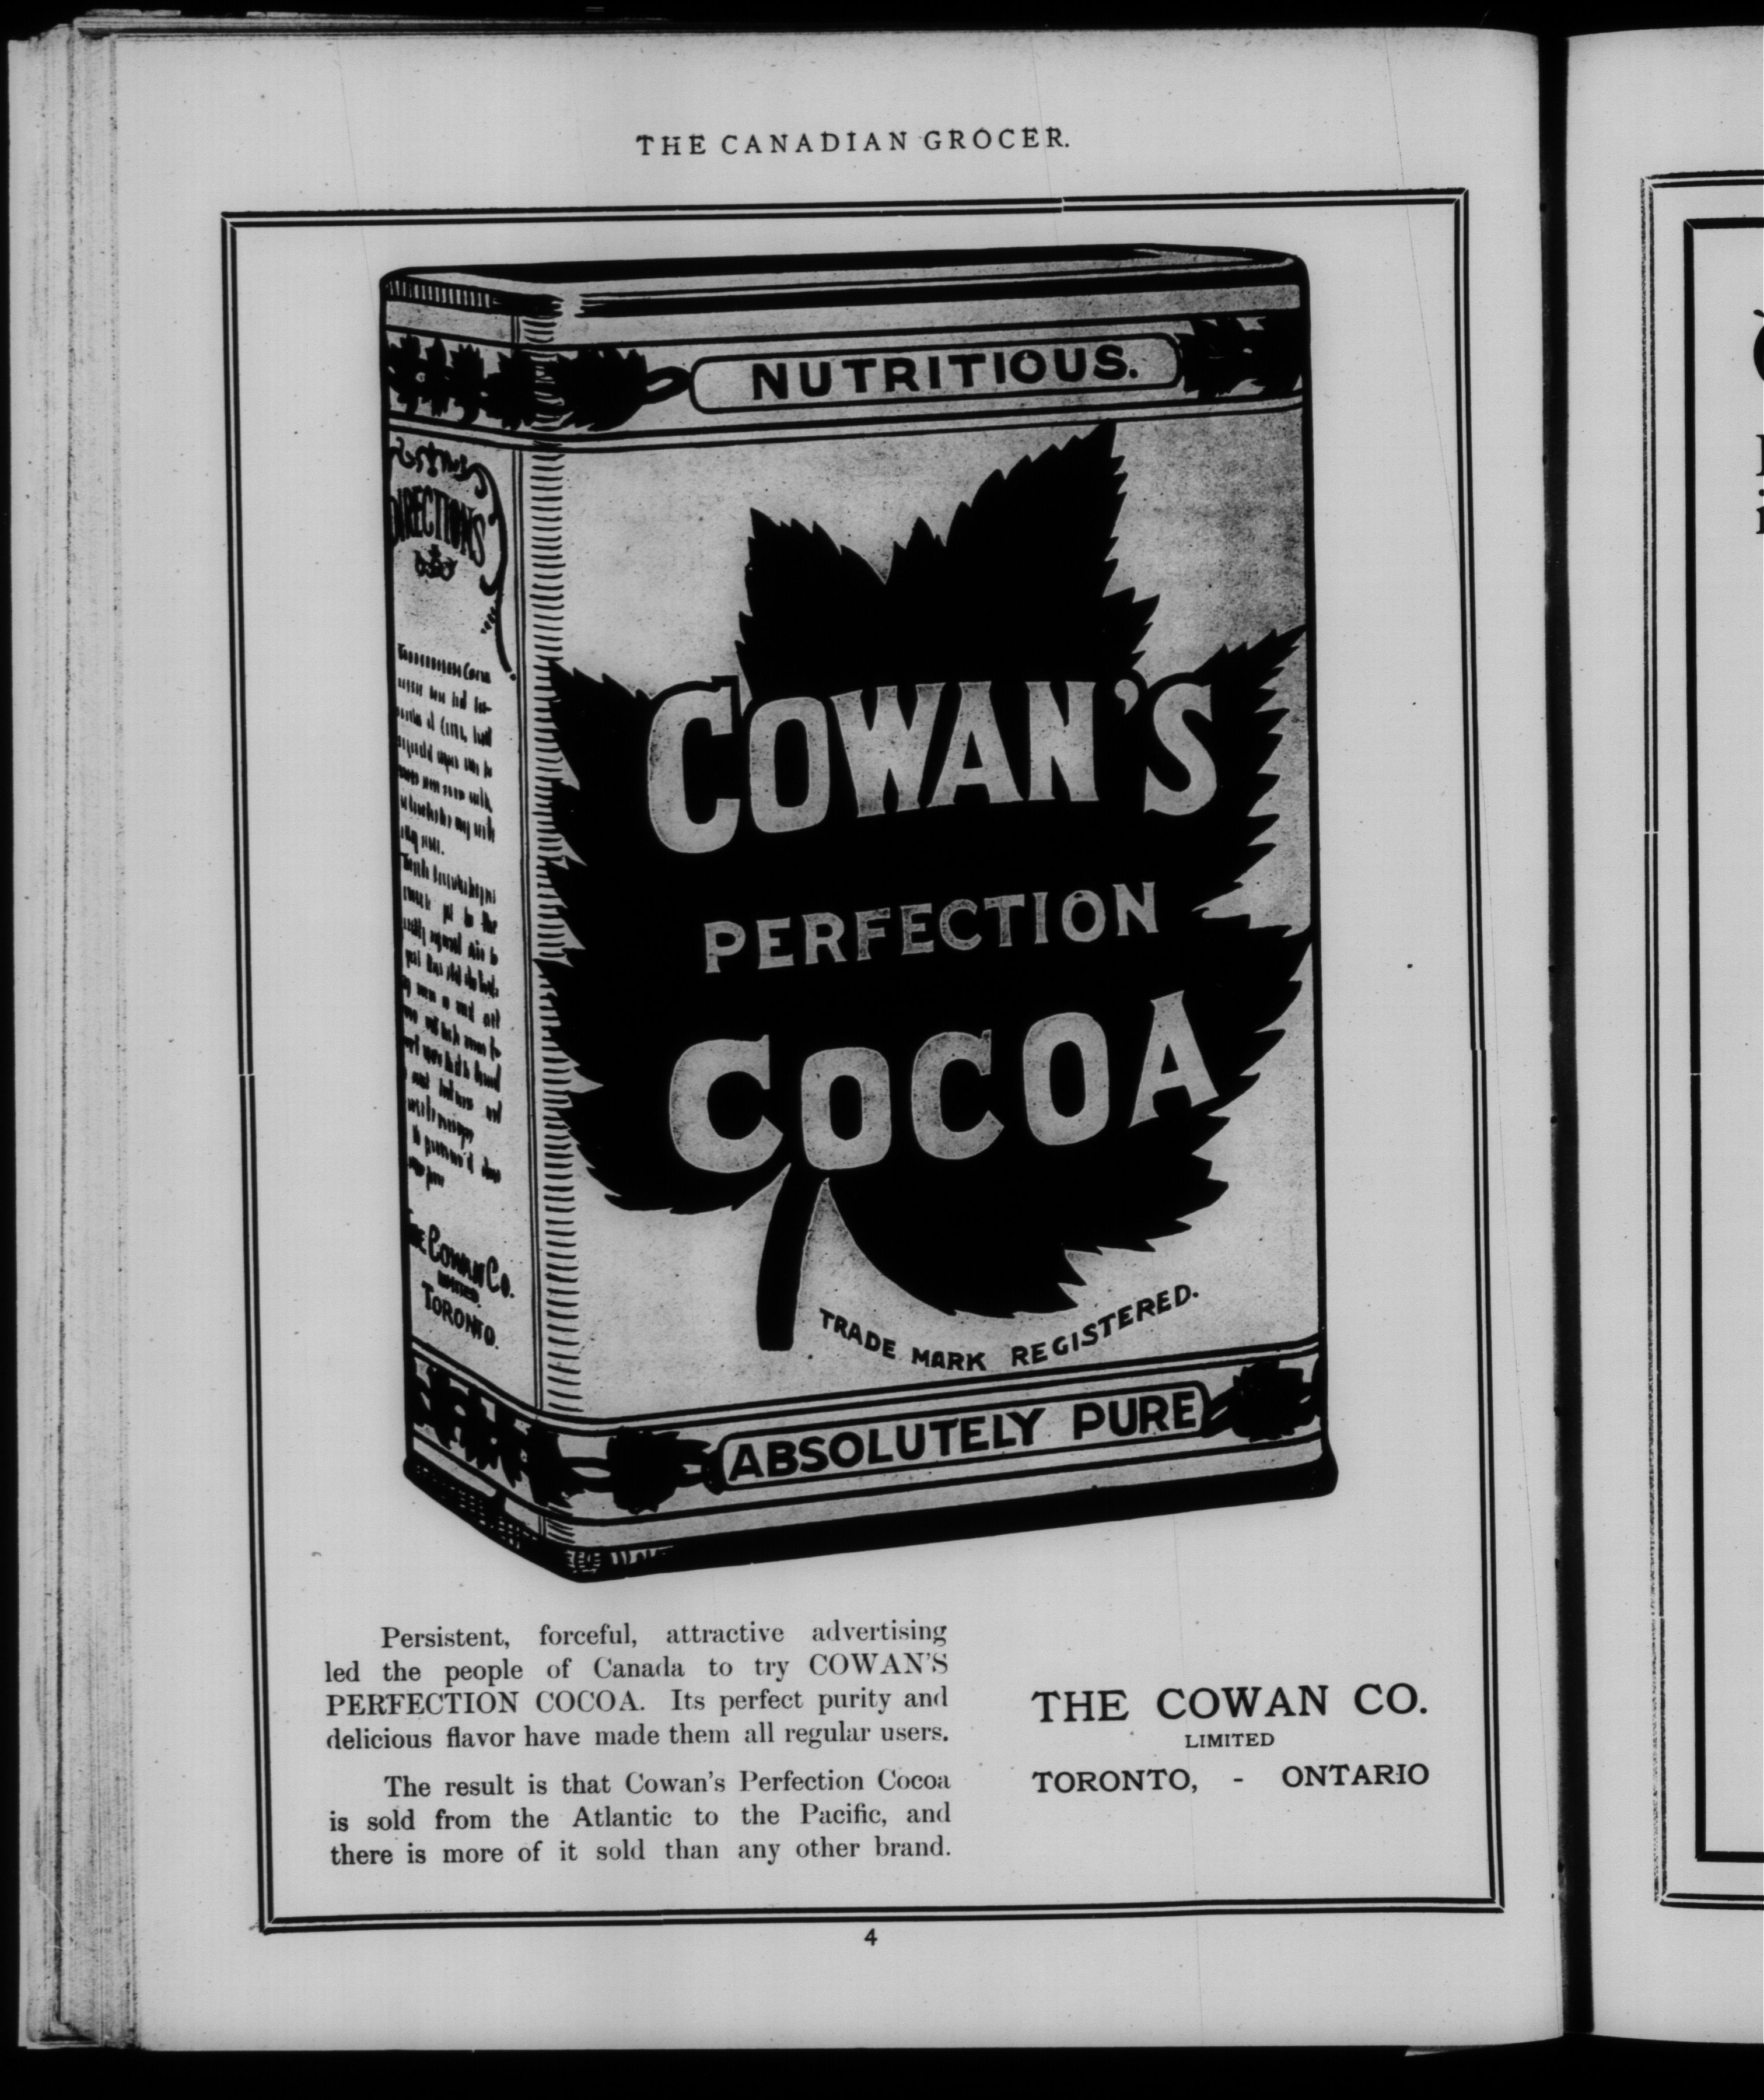 THE CANADIAN GROCER.
NUTRITIOUS.
DIRECTIONS
THE COWAN CO.
LIMITED.
TORONTO.
COWAN'S
PERFECTION
COCOA
TRADE MARK REGISTERED.
ABSOLUTELY PURE
Persistent, forceful, attractive advertising
led the people of Canada to try COWAN'S
PERFECTION COCOA. Its perfect purity and
delicious flavor have made them all regular users.
The result is that Cowan's Perfection Cocoa
is sold from the Atlantic to the Pacific, and
there is more of it sold than any other brand.
THE COWAN CO.
LIMITED
TORONTO, - ONTARIO
4